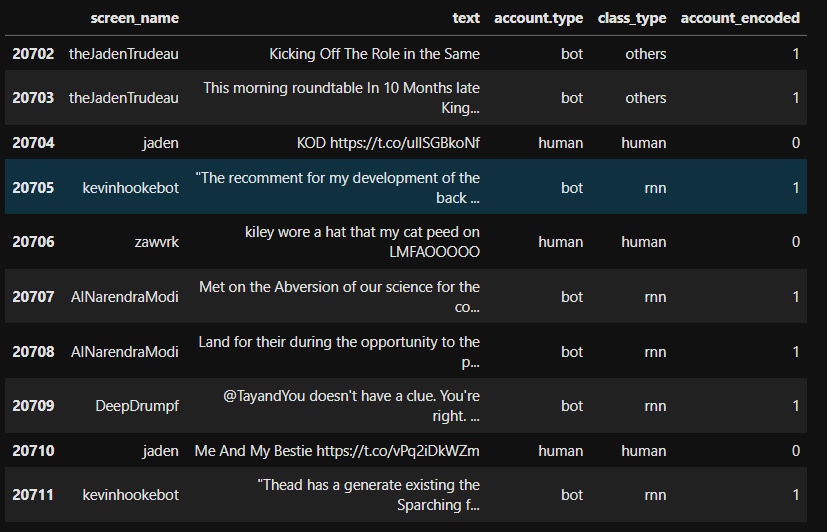 screen_name text account.type class_type account_encoded
20702 theJadenTrudeau Kicking Off The Role in the Same bot others 1
20703 theJadenTrudeau This morning roundtable In 10 Months late
King... bot others 1
20704 jaden KOD https://t.co/ulISGBkoNf human human 0
20705 kevinhookebot "The recomment for my development of the
back ... bot rnn 1
20706 zawvrk kiley wore a hat that my cat peed on
LMFAOOOOO human human 0
20707 AINarendraModi Met on the Abversion of our science for the
co... bot rnn 1
20708 AINarendraModi Land for their during the opportunity to the
p... bot rnn 1
20709 DeepDrumpf @TayandYou doesn't have a clue. You're
right. ... bot rnn 1
20710 jaden Me And My Bestie https://t.co/vPq2iDkWZm human human 0
20711 kevinhookebot "Thead has a generate existing the
Sparching f... bot rnn 1